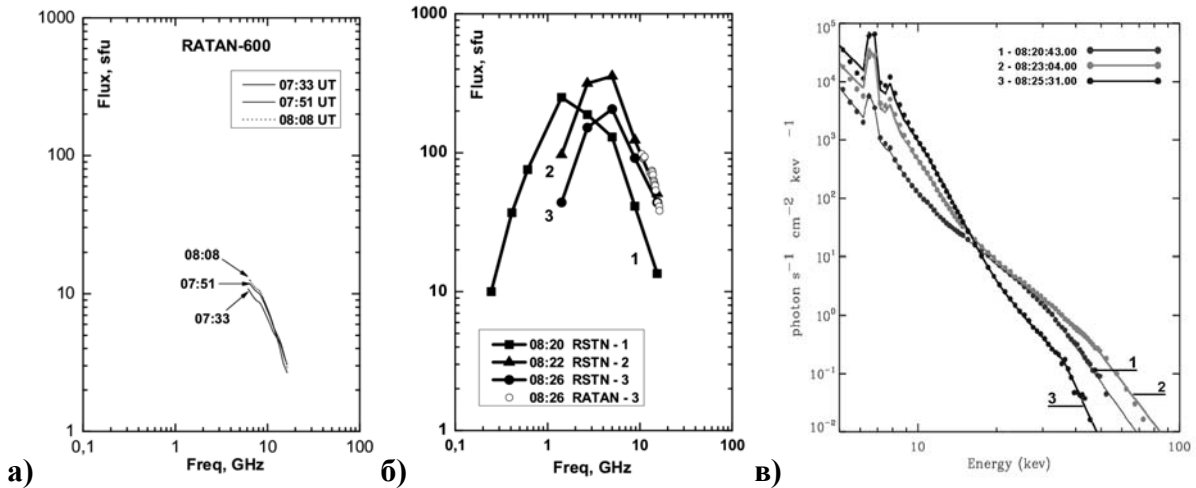 1000
100
10
1
0,1
1
10
100
Flux, sfu
Freq, GHz
RATAN-600
07:33 UT
07:51 UT
08:08 UT
08:08
07:51
07:33
а)
1000
100
10
1
0,1
1
10
100
Flux, sfu
Freq, GHz
2
3
1
08:20 RSTN - 1
08:22 RSTN - 2
08:26 RSTN - 3
08:26 RATAN - 3
б)
10^5
10^4
10^3
10^2
10^1
10^0
10^-1
10^-2
photon s^-1 cm^-2 kev^-1
1 - 08:20:43.00
2 - 08:23:04.00
3 - 08:25:31.00
1
2
3
10
100
Energy (kev)
в)